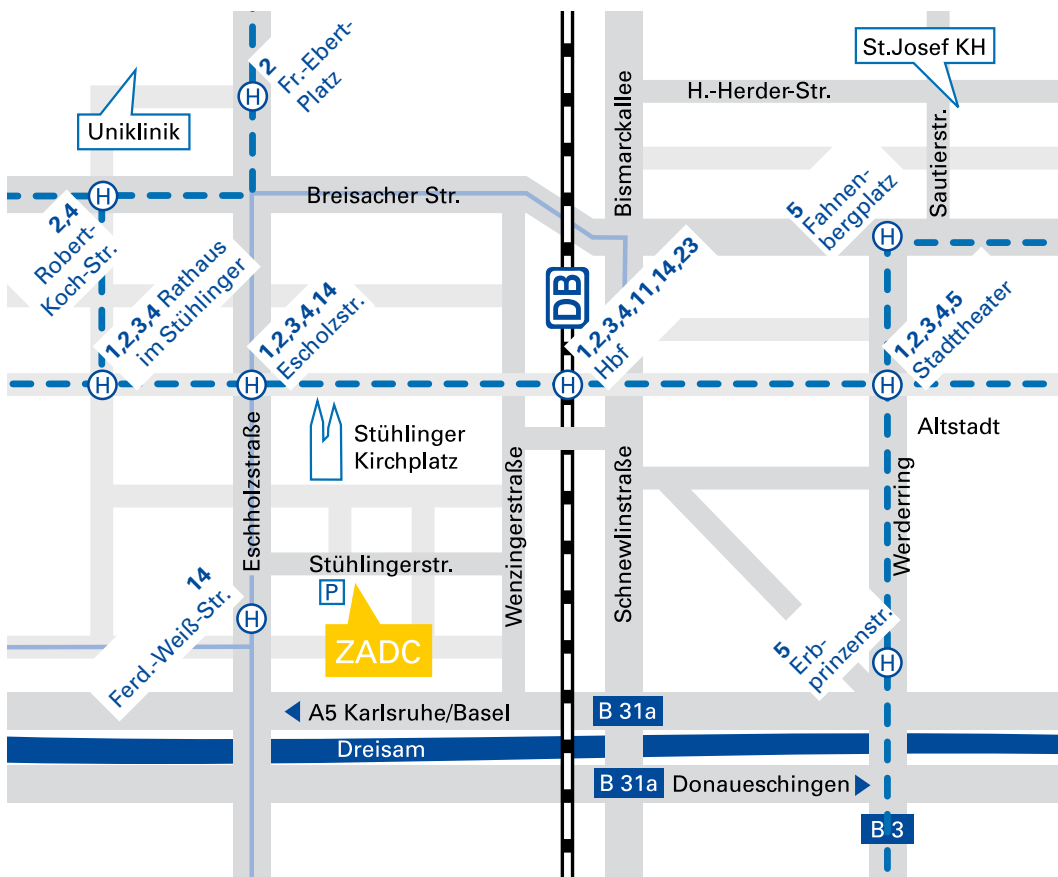 St.Josef KH
2
Fr.-Ebert-
Platz
H
Uniklinik
H.-Herder-Str.
Bismarckallee
Sautierstr.
H
Breisacher Str.
2,4
Robert-
Koch-Str.
5
Fahnen-
bergplatz
H
DB
1,2,3,4 Rathaus
im Stühlinger
H
1,2,3,4,14
Escholzstr.
H
1,2,3,4,11,14,23
Hbf
H
1,2,3,4,5
Stadttheater
H
Stühlinger
Kirchplatz
Altstadt
Eschholzstraße
Wenzingerstraße
Schnewlinstraße
Werderring
Stühlingerstr.
P
14
Ferd.-Weiß-Str.
H
ZADC
5
Erb-
prinzenstr.
H
A5 Karlsruhe/Basel
B 31a
Dreisam
B 31a
Donaueschingen
B 3